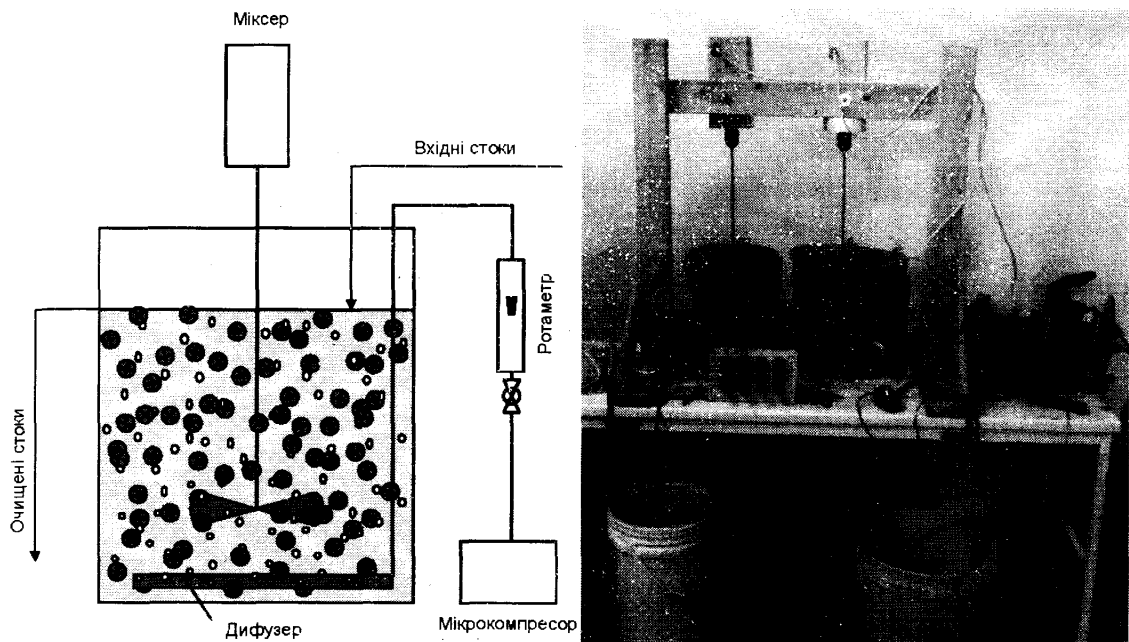 Міксер
Вхідні стоки
Ротаметр
Очищені стоки
Дифузер
Мікрокомпресор